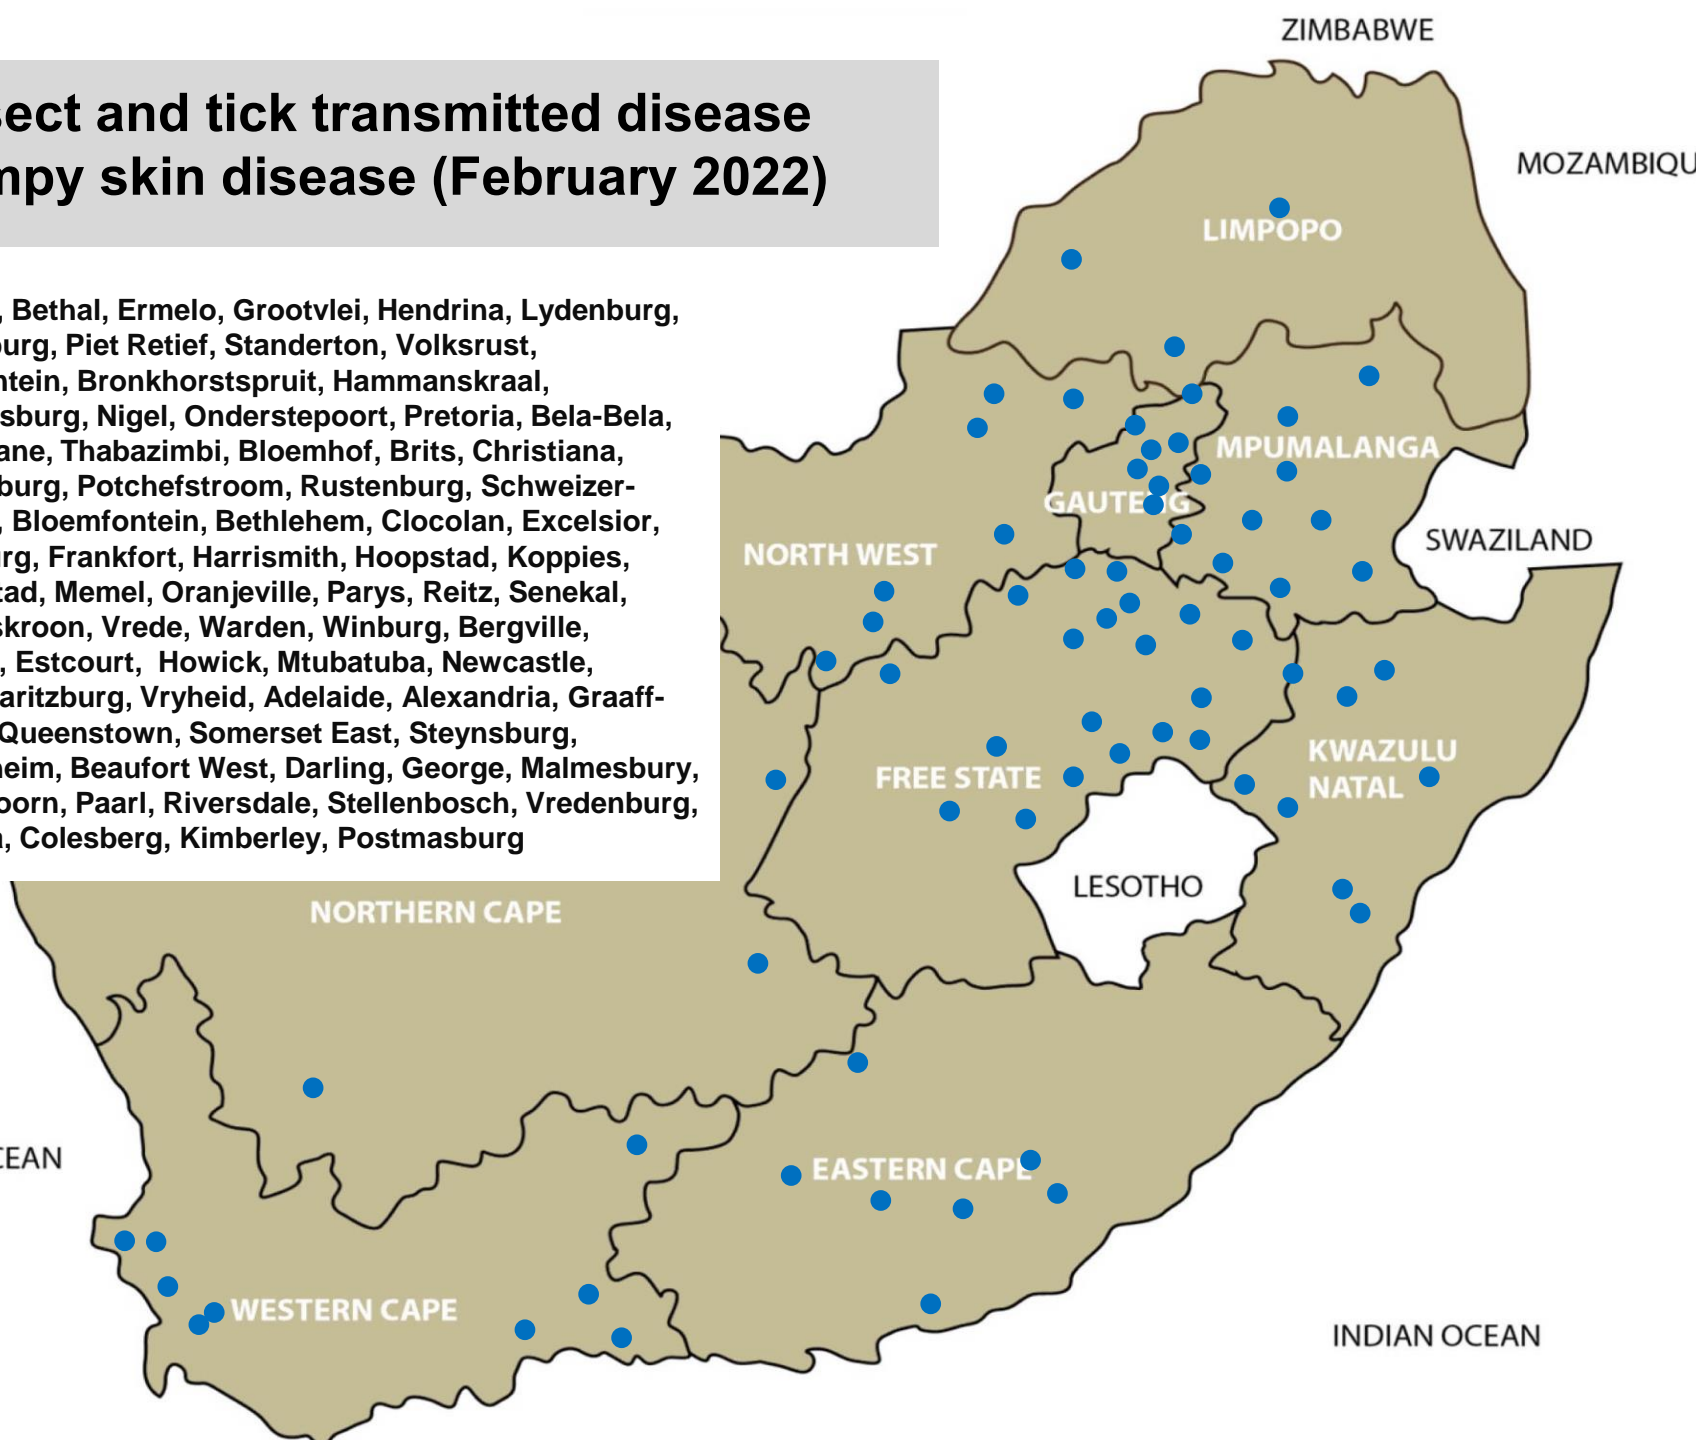 sect and tick transmitted disease
mpy skin disease (February 2022)
, Bethal, Ermelo, Grootvlei, Hendrina, Lydenburg,
burg, Piet Retief, Standerton, Volksrust,
ntein, Bronkhorstspruit, Hammanskraal,
sburg, Nigel, Onderstepoort, Pretoria, Bela-Bela,
ane, Thabazimbi, Bloemhof, Brits, Christiana,
burg, Potchefstroom, Rustenburg, Schweizer-
, Bloemfontein, Bethlehem, Clocolan, Excelsior,
urg, Frankfort, Harrismith, Hoopstad, Koppies,
tad, Memel, Oranjeville, Parys, Reitz, Senekal,
skroon, Vrede, Warden, Winburg, Bergville,
, Estcourt, Howick, Mtubatuba, Newcastle,
aritzburg, Vryheid, Adelaide, Alexandria, Graaff-
Queenstown, Somerset East, Steynsburg,
heim, Beaufort West, Darling, George, Malmesbury,
oorn, Paarl, Riversdale, Stellenbosch, Vredenburg,
a, Colesberg, Kimberley, Postmasburg
ZIMBABWE
MOZAMBIQU
LIMPOPO
MPUMALANGA
GAUTENG
NORTH WEST
SWAZILAND
FREE STATE
KWAZULU
NATAL
LESOTHO
NORTHERN CAPE
CEAN
EASTERN CAPE
WESTERN CAPE
INDIAN OCEAN